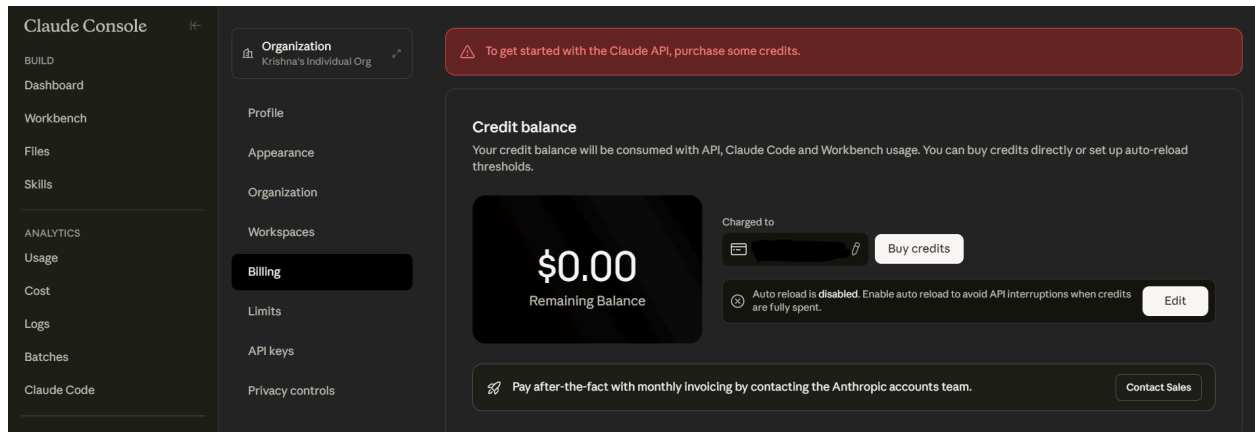 Claude Console
BUILD
Dashboard
Workbench
Files
Skills
ANALYTICS
Usage
Cost
Logs
Batches
Claude Code
Organization
Krishna's Individual Org
Profile
Appearance
Organization
Workspaces
Billing
Limits
API keys
Privacy controls
To get started with the Claude API, purchase some credits.
Credit balance
Your credit balance will be consumed with API, Claude Code and Workbench usage. You can buy credits directly or set up auto-reload
thresholds.
$0.00
Remaining Balance
Charged to
Buy credits
Auto reload is disabled. Enable auto reload to avoid API interruptions when credits
are fully spent.
Edit
Pay after-the-fact with monthly invoicing by contacting the Anthropic accounts team.
Contact Sales